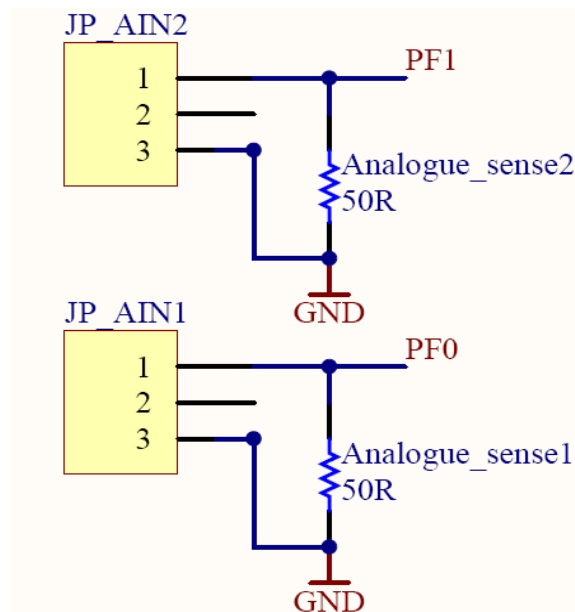 JP_AIN2
1
PF1
2
3
Analogue_sense2
50R
GND
JP_AIN1
1
PF0
2
3
Analogue_sense1
50R
GND